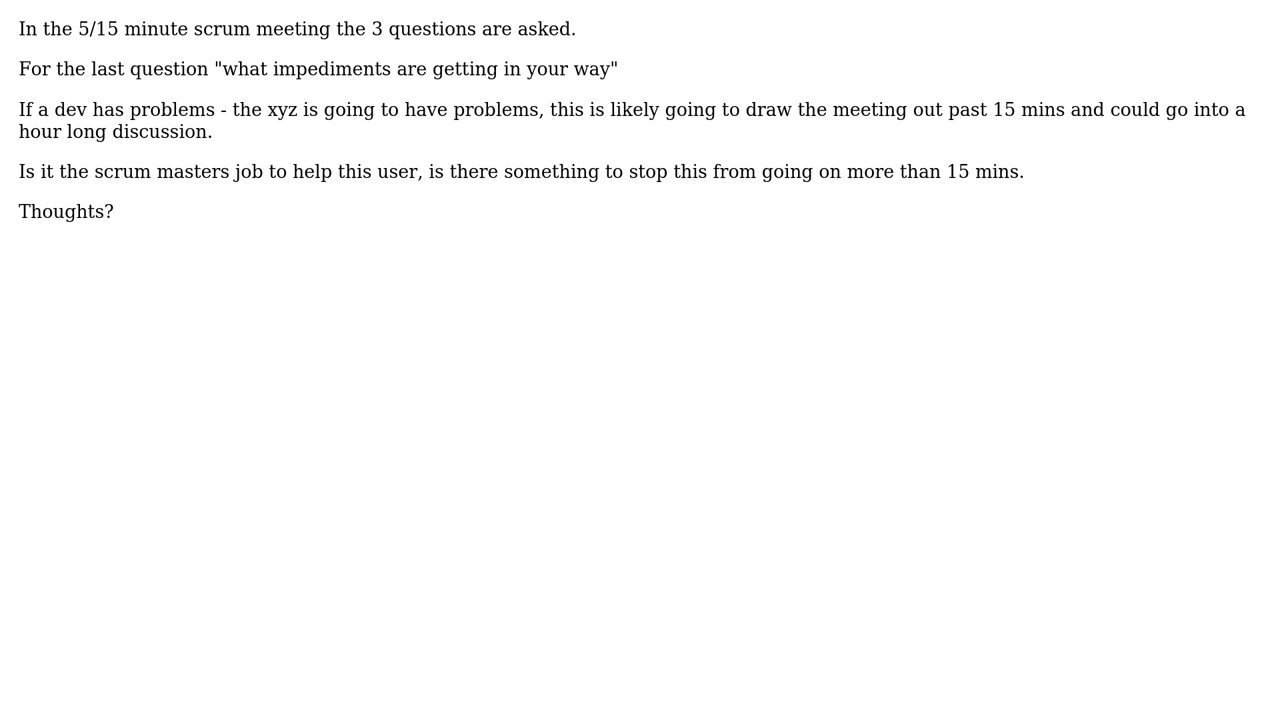 In the 5/15 minute scrum meeting the 3 questions are asked.
For the last question "what impediments are getting in your way"
If a dev has problems - the xyz is going to have problems, this is likely going to draw the meeting out past 15 mins and could go into a
hour long discussion.
Is it the scrum masters job to help this user, is there something to stop this from going on more than 15 mins.
Thoughts?